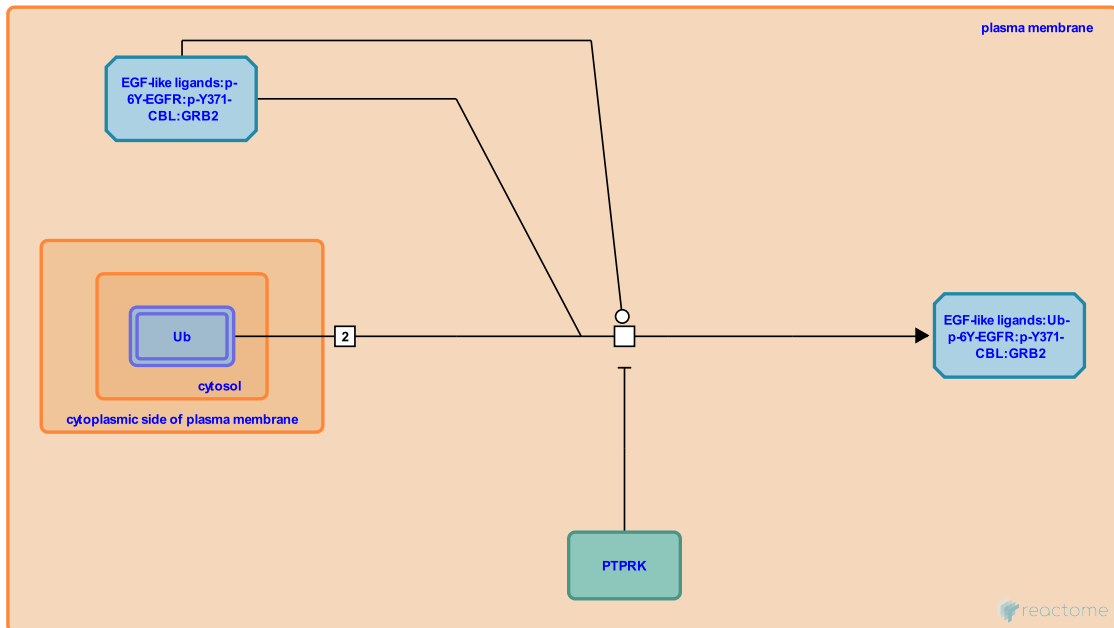 plasma membrane
EGF-like ligands:p-
6Y-EGFR:p-Y371-
CBL:GRB2
Ub
2
cytosol
cytoplasmic side of plasma membrane
EGF-like ligands:Ub-
p-6Y-EGFR:p-Y371-
CBL:GRB2
PTPRK
reactome